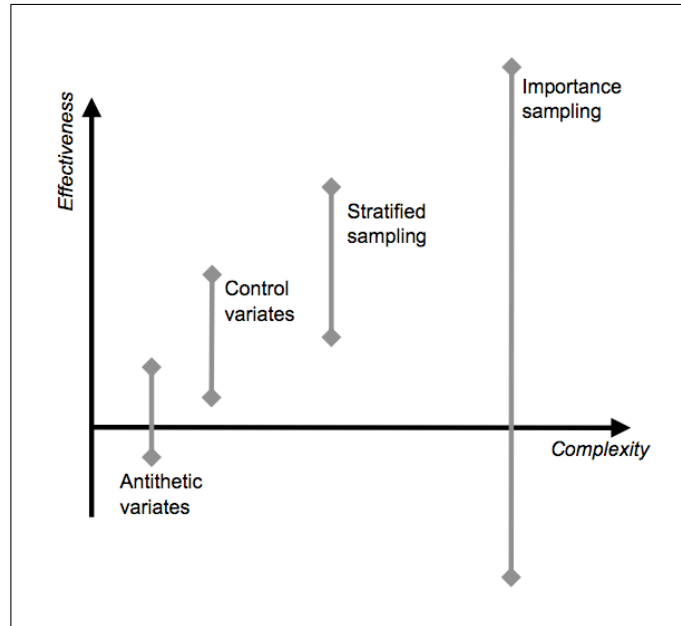 Effectiveness
Importance
sampling
Stratified
sampling
Control
variates
Complexity
Antithetic
variates